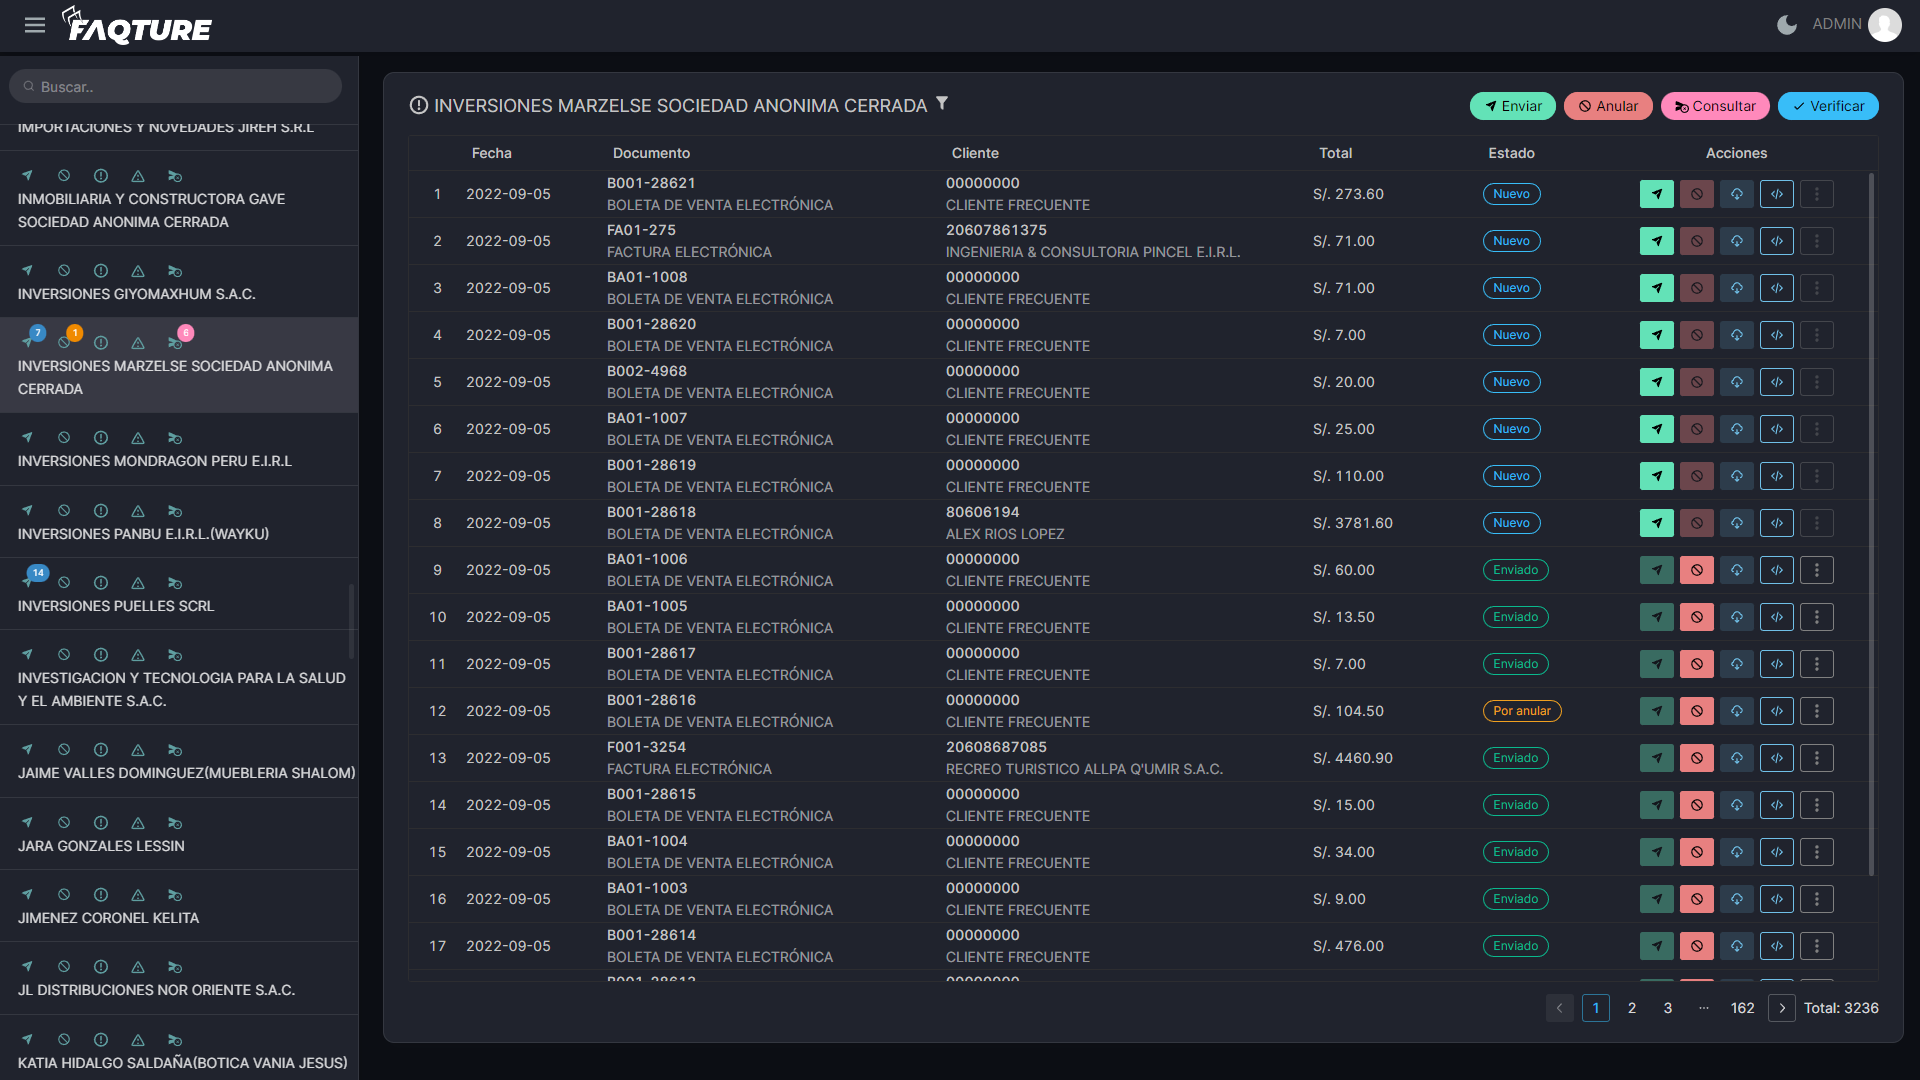 FAQTURE
ADMIN
Buscar..
IMPORTACIONES Y NOVEDADES JIREH S.R.L
INMOBILIARIA Y CONSTRUCTORA GAVE
SOCIEDAD ANONIMA CERRADA
INVERSIONES GIYOMAXHUM S.A.C.
7
1
6
INVERSIONES MARZELSE SOCIEDAD ANONIMA
CERRADA
INVERSIONES MONDRAGON PERU E.I.R.L
INVERSIONES PANBU E.I.R.L.(WAYKU)
14
INVERSIONES PUELLES SCRL
INVESTIGACION Y TECNOLOGIA PARA LA SALUD
Y EL AMBIENTE S.A.C.
JAIME VALLES DOMINGUEZ(MUEBLERIA SHALOM)
JARA GONZALES LESSIN
JIMENEZ CORONEL KELITA
JL DISTRIBUCIONES NOR ORIENTE S.A.C.
KATIA HIDALGO SALDAÑA(BOTICA VANIA JESUS)
INVERSIONES MARZELSE SOCIEDAD ANONIMA CERRADA
Enviar Anular Consultar Verificar
Fecha Documento Cliente Total Estado Acciones
1 2022-09-05 B001-28621 00000000 S/. 273.60 Nuevo
BOLETA DE VENTA ELECTRÓNICA CLIENTE FRECUENTE
2 2022-09-05 FA01-275 20607861375 S/. 71.00 Nuevo
FACTURA ELECTRÓNICA INGENIERIA & CONSULTORIA PINCEL E.I.R.L.
3 2022-09-05 BA01-1008 00000000 S/. 71.00 Nuevo
BOLETA DE VENTA ELECTRÓNICA CLIENTE FRECUENTE
4 2022-09-05 B001-28620 00000000 S/. 7.00 Nuevo
BOLETA DE VENTA ELECTRÓNICA CLIENTE FRECUENTE
5 2022-09-05 B002-4968 00000000 S/. 20.00 Nuevo
BOLETA DE VENTA ELECTRÓNICA CLIENTE FRECUENTE
6 2022-09-05 BA01-1007 00000000 S/. 25.00 Nuevo
BOLETA DE VENTA ELECTRÓNICA CLIENTE FRECUENTE
7 2022-09-05 B001-28619 00000000 S/. 110.00 Nuevo
BOLETA DE VENTA ELECTRÓNICA CLIENTE FRECUENTE
8 2022-09-05 B001-28618 80606194 S/. 3781.60 Nuevo
BOLETA DE VENTA ELECTRÓNICA ALEX RIOS LOPEZ
9 2022-09-05 BA01-1006 00000000 S/. 60.00 Enviado
BOLETA DE VENTA ELECTRÓNICA CLIENTE FRECUENTE
10 2022-09-05 BA01-1005 00000000 S/. 13.50 Enviado
BOLETA DE VENTA ELECTRÓNICA CLIENTE FRECUENTE
11 2022-09-05 B001-28617 00000000 S/. 7.00 Enviado
BOLETA DE VENTA ELECTRÓNICA CLIENTE FRECUENTE
12 2022-09-05 B001-28616 00000000 S/. 104.50 Por anular
BOLETA DE VENTA ELECTRÓNICA CLIENTE FRECUENTE
13 2022-09-05 F001-3254 20608687085 S/. 4460.90 Enviado
FACTURA ELECTRÓNICA RECREO TURISTICO ALLPA Q'UMIR S.A.C.
14 2022-09-05 B001-28615 00000000 S/. 15.00 Enviado
BOLETA DE VENTA ELECTRÓNICA CLIENTE FRECUENTE
15 2022-09-05 BA01-1004 00000000 S/. 34.00 Enviado
BOLETA DE VENTA ELECTRÓNICA CLIENTE FRECUENTE
16 2022-09-05 BA01-1003 00000000 S/. 9.00 Enviado
BOLETA DE VENTA ELECTRÓNICA CLIENTE FRECUENTE
17 2022-09-05 B001-28614 00000000 S/. 476.00 Enviado
BOLETA DE VENTA ELECTRÓNICA CLIENTE FRECUENTE
B001-28613 00000000
1 2 3 ··· 162 Total: 3236